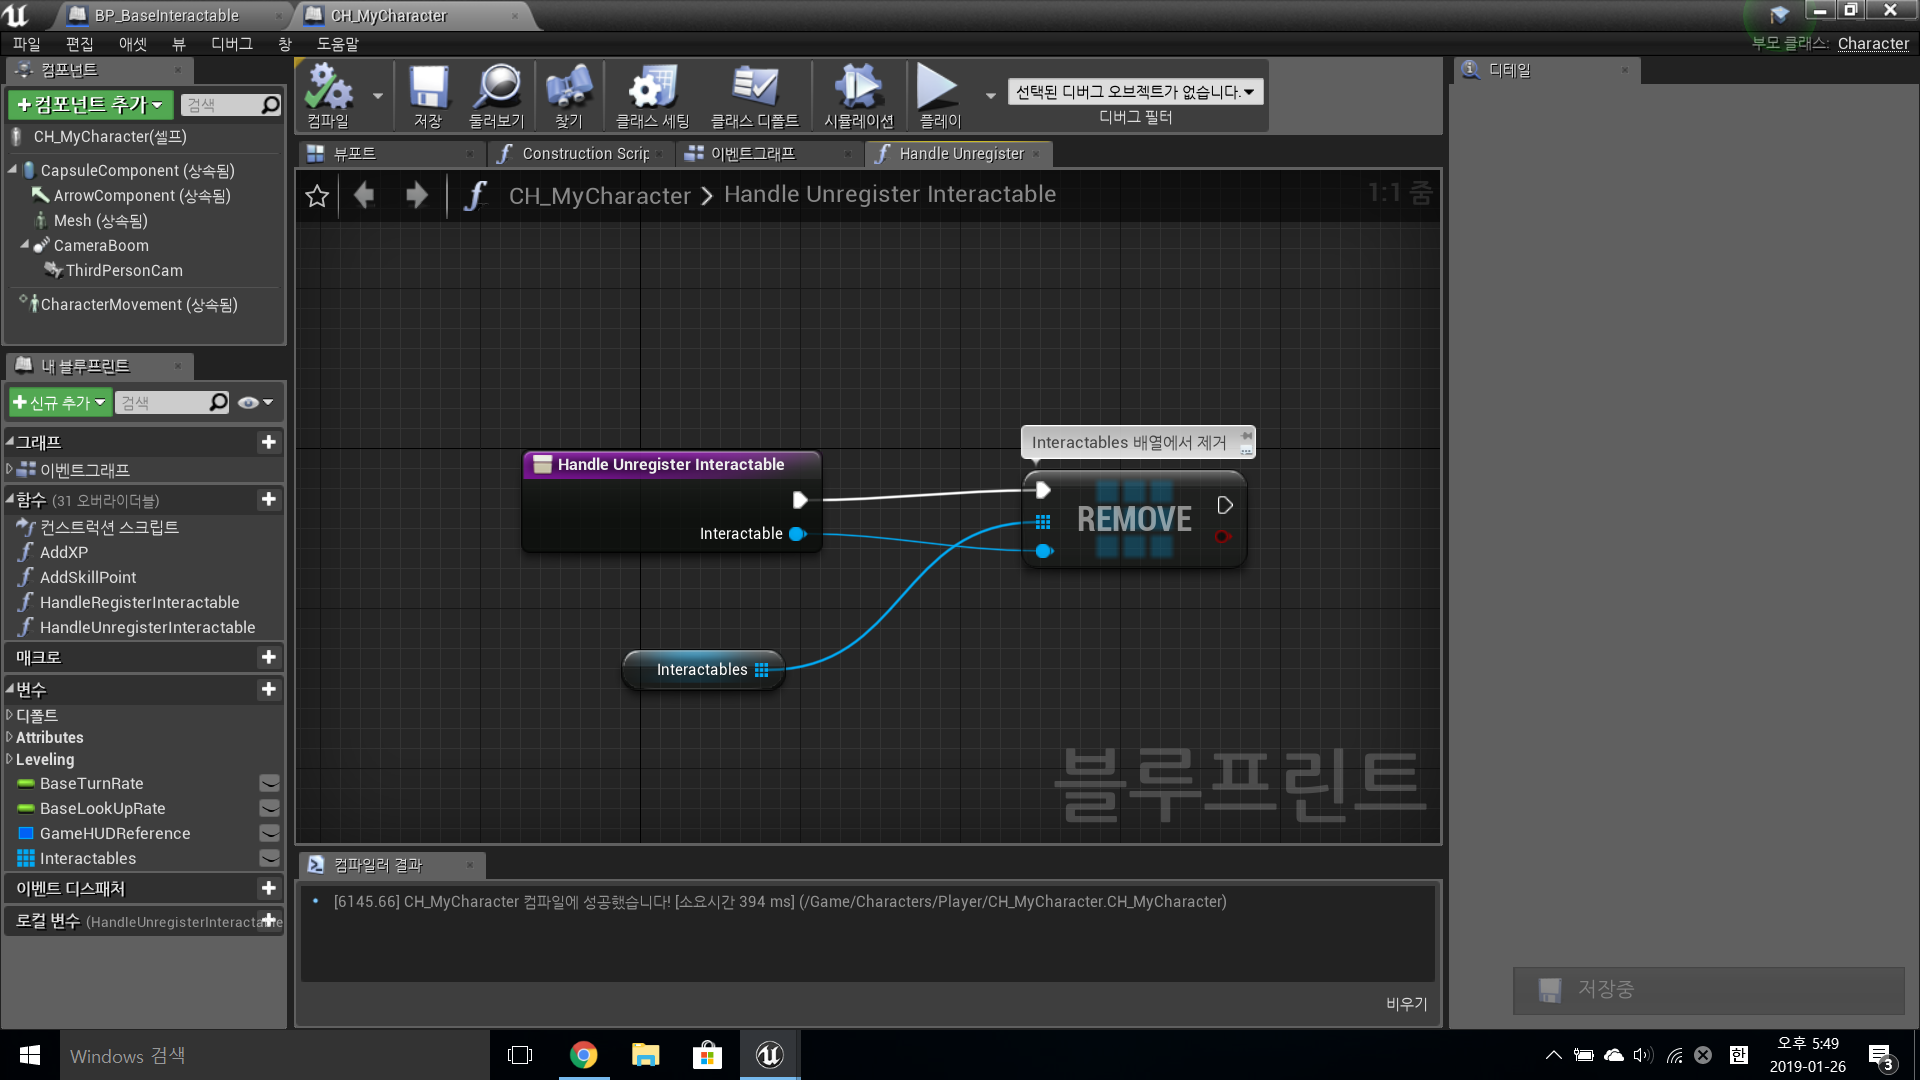 BP_BaseInteractable
CH_MyCharacter
파일 편집 애셋 뷰 디버그 창 도움말
부모 클래스: Character
컴포넌트
+컴포넌트 추가
검색
CH_MyCharacter(셀프)
CapsuleComponent (상속됨)
ArrowComponent (상속됨)
Mesh (상속됨)
CameraBoom
ThirdPersonCam
CharacterMovement (상속됨)
컴파일
저장
둘러보기
찾기
클래스 세팅
클래스 디폴트
시뮬레이션
플레이
선택된 디버그 오브젝트가 없습니다.
디버그 필터
뷰포트
Construction Scrip
이벤트그래프
Handle Unregister
CH_MyCharacter > Handle Unregister Interactable
1:1 줌
Handle Unregister Interactable
Interactable
Interactables 배열에서 제거
REMOVE
Interactables
블루프린트
내 블루프린트
+신규 추가
검색
그래프
이벤트그래프
함수 (31 오버라이더블)
컨스트럭션 스크립트
AddXP
AddSkillPoint
HandleRegisterInteractable
HandleUnregisterInteractable
매크로
변수
디폴트
Attributes
Leveling
BaseTurnRate
BaseLookUpRate
GameHUDReference
Interactables
이벤트 디스패처
로컬 변수 (HandleUnregisterInteractable
컴파일러 결과
[6145.66] CH_MyCharacter 컴파일에 성공했습니다! [소요시간 394 ms] (/Game/Characters/Player/CH_MyCharacter.CH_MyCharacter)
비우기
디테일
저장중
Windows 검색
한
오후 5:49
2019-01-26
3